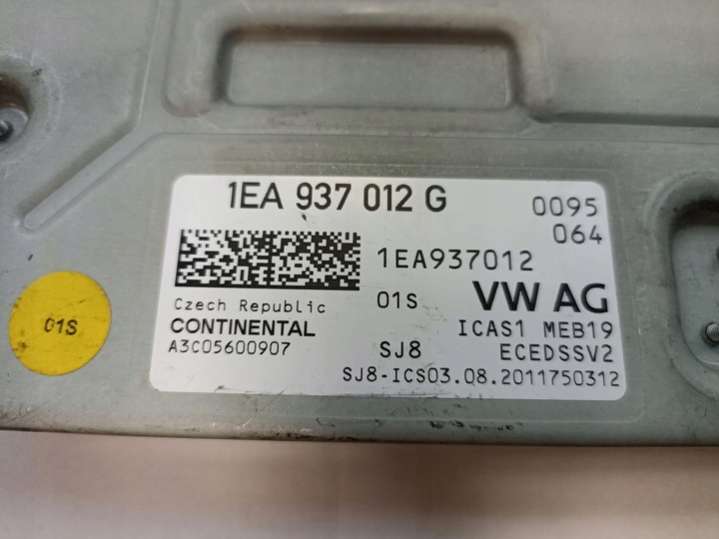 1EA 937 012 G
0095
064
1EA937012
Czech Republic
01S
VW AG
CONTINENTAL
ICAS1 MEB19
A3C05600907
SJ8
ECEDSSV2
SJ8-ICS03.08.2011750312
01S